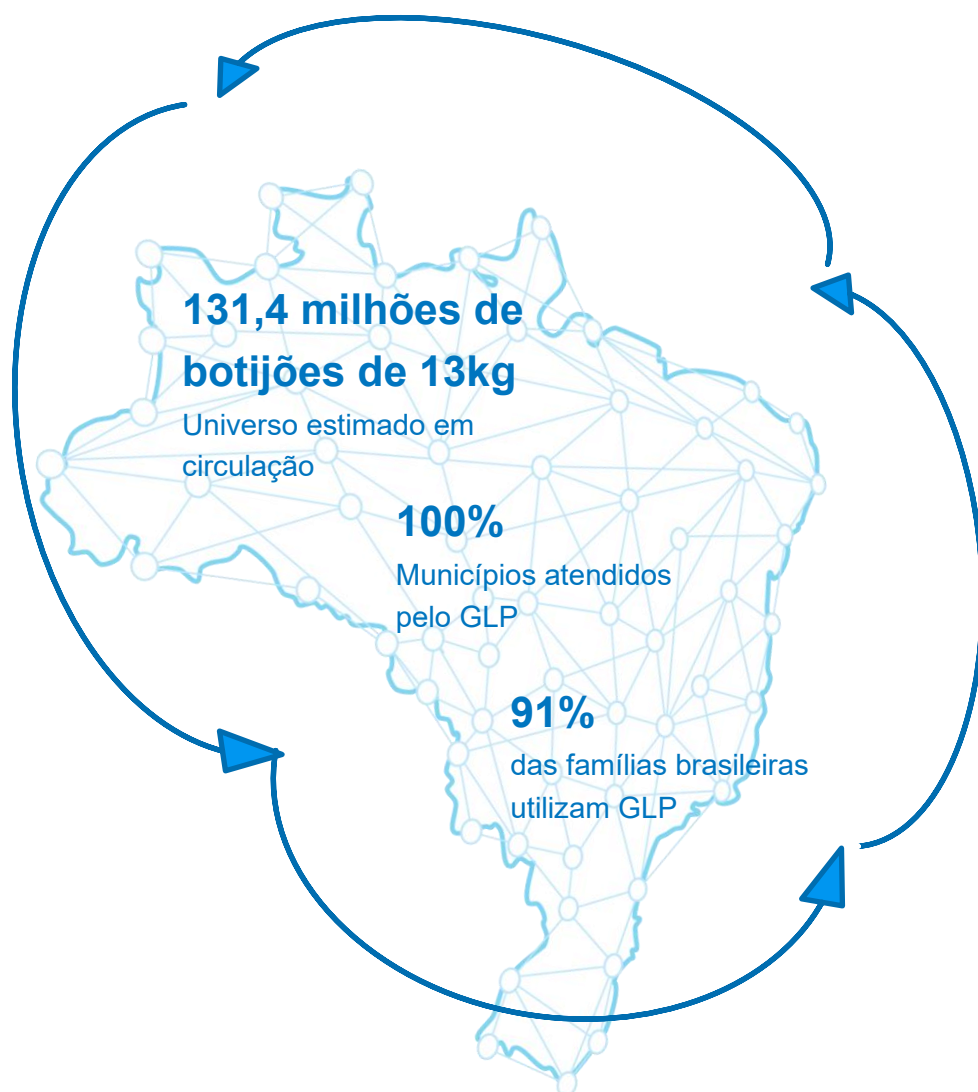 131,4 milhões de
botijões de 13kg
Universo estimado em
circulação
100%
Municípios atendidos
pelo GLP
91%
das famílias brasileiras
utilizam GLP